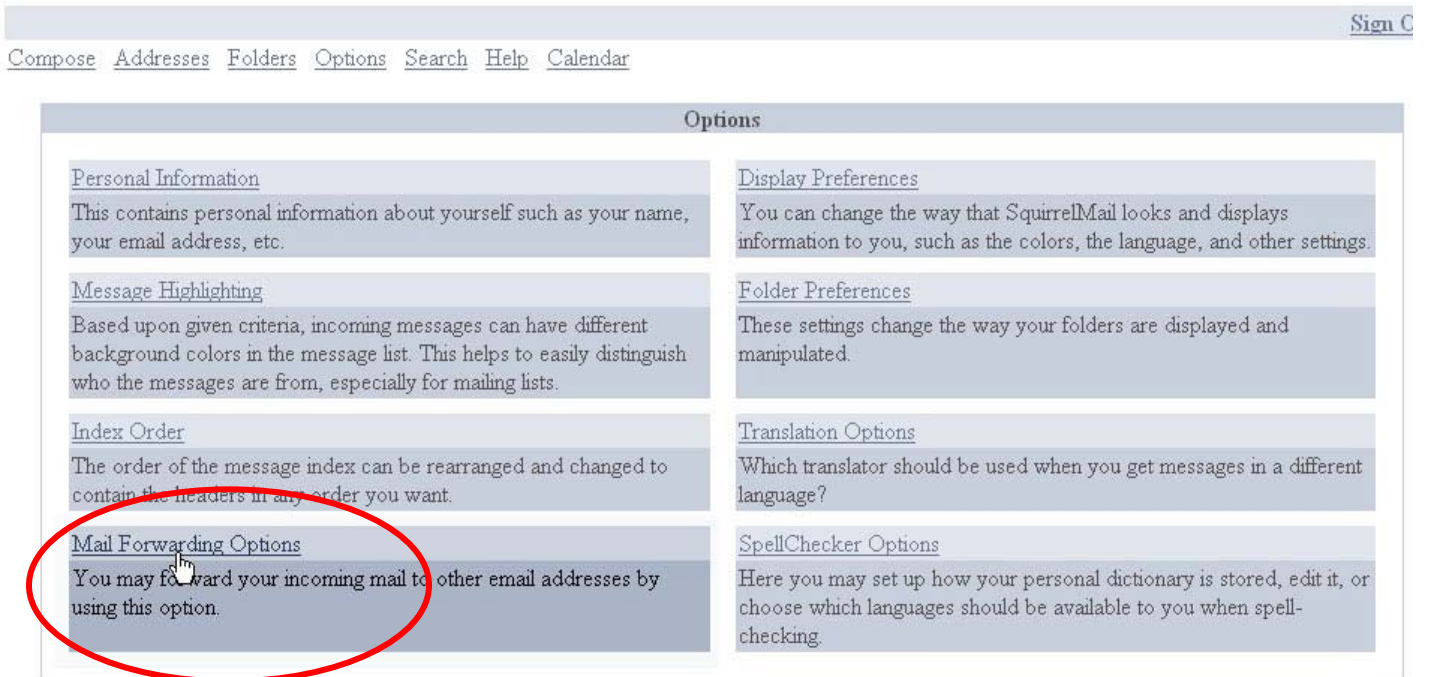 Sign
Compose Addresses Folders Options Search Help Calendar
Options
Personal Information
This contains personal information about yourself such as your name,
your email address, etc.
Display Preferences
You can change the way that SquirrelMail looks and displays
information to you, such as the colors, the language, and other settings.
Message Highlighting
Based upon given criteria, incoming messages can have different
background colors in the message list. This helps to easily distinguish
who the messages are from, especially for mailing lists.
Folder Preferences
These settings change the way your folders are displayed and
manipulated.
Index Order
The order of the message index can be rearranged and changed to
contain the headers in any order you want.
Translation Options
Which translator should be used when you get messages in a different
language?
Mail Forwarding Options
You may forward your incoming mail to other email addresses by
using this option.
SpellChecker Options
Here you may set up how your personal dictionary is stored, edit it, or
choose which languages should be available to you when spell-
checking.